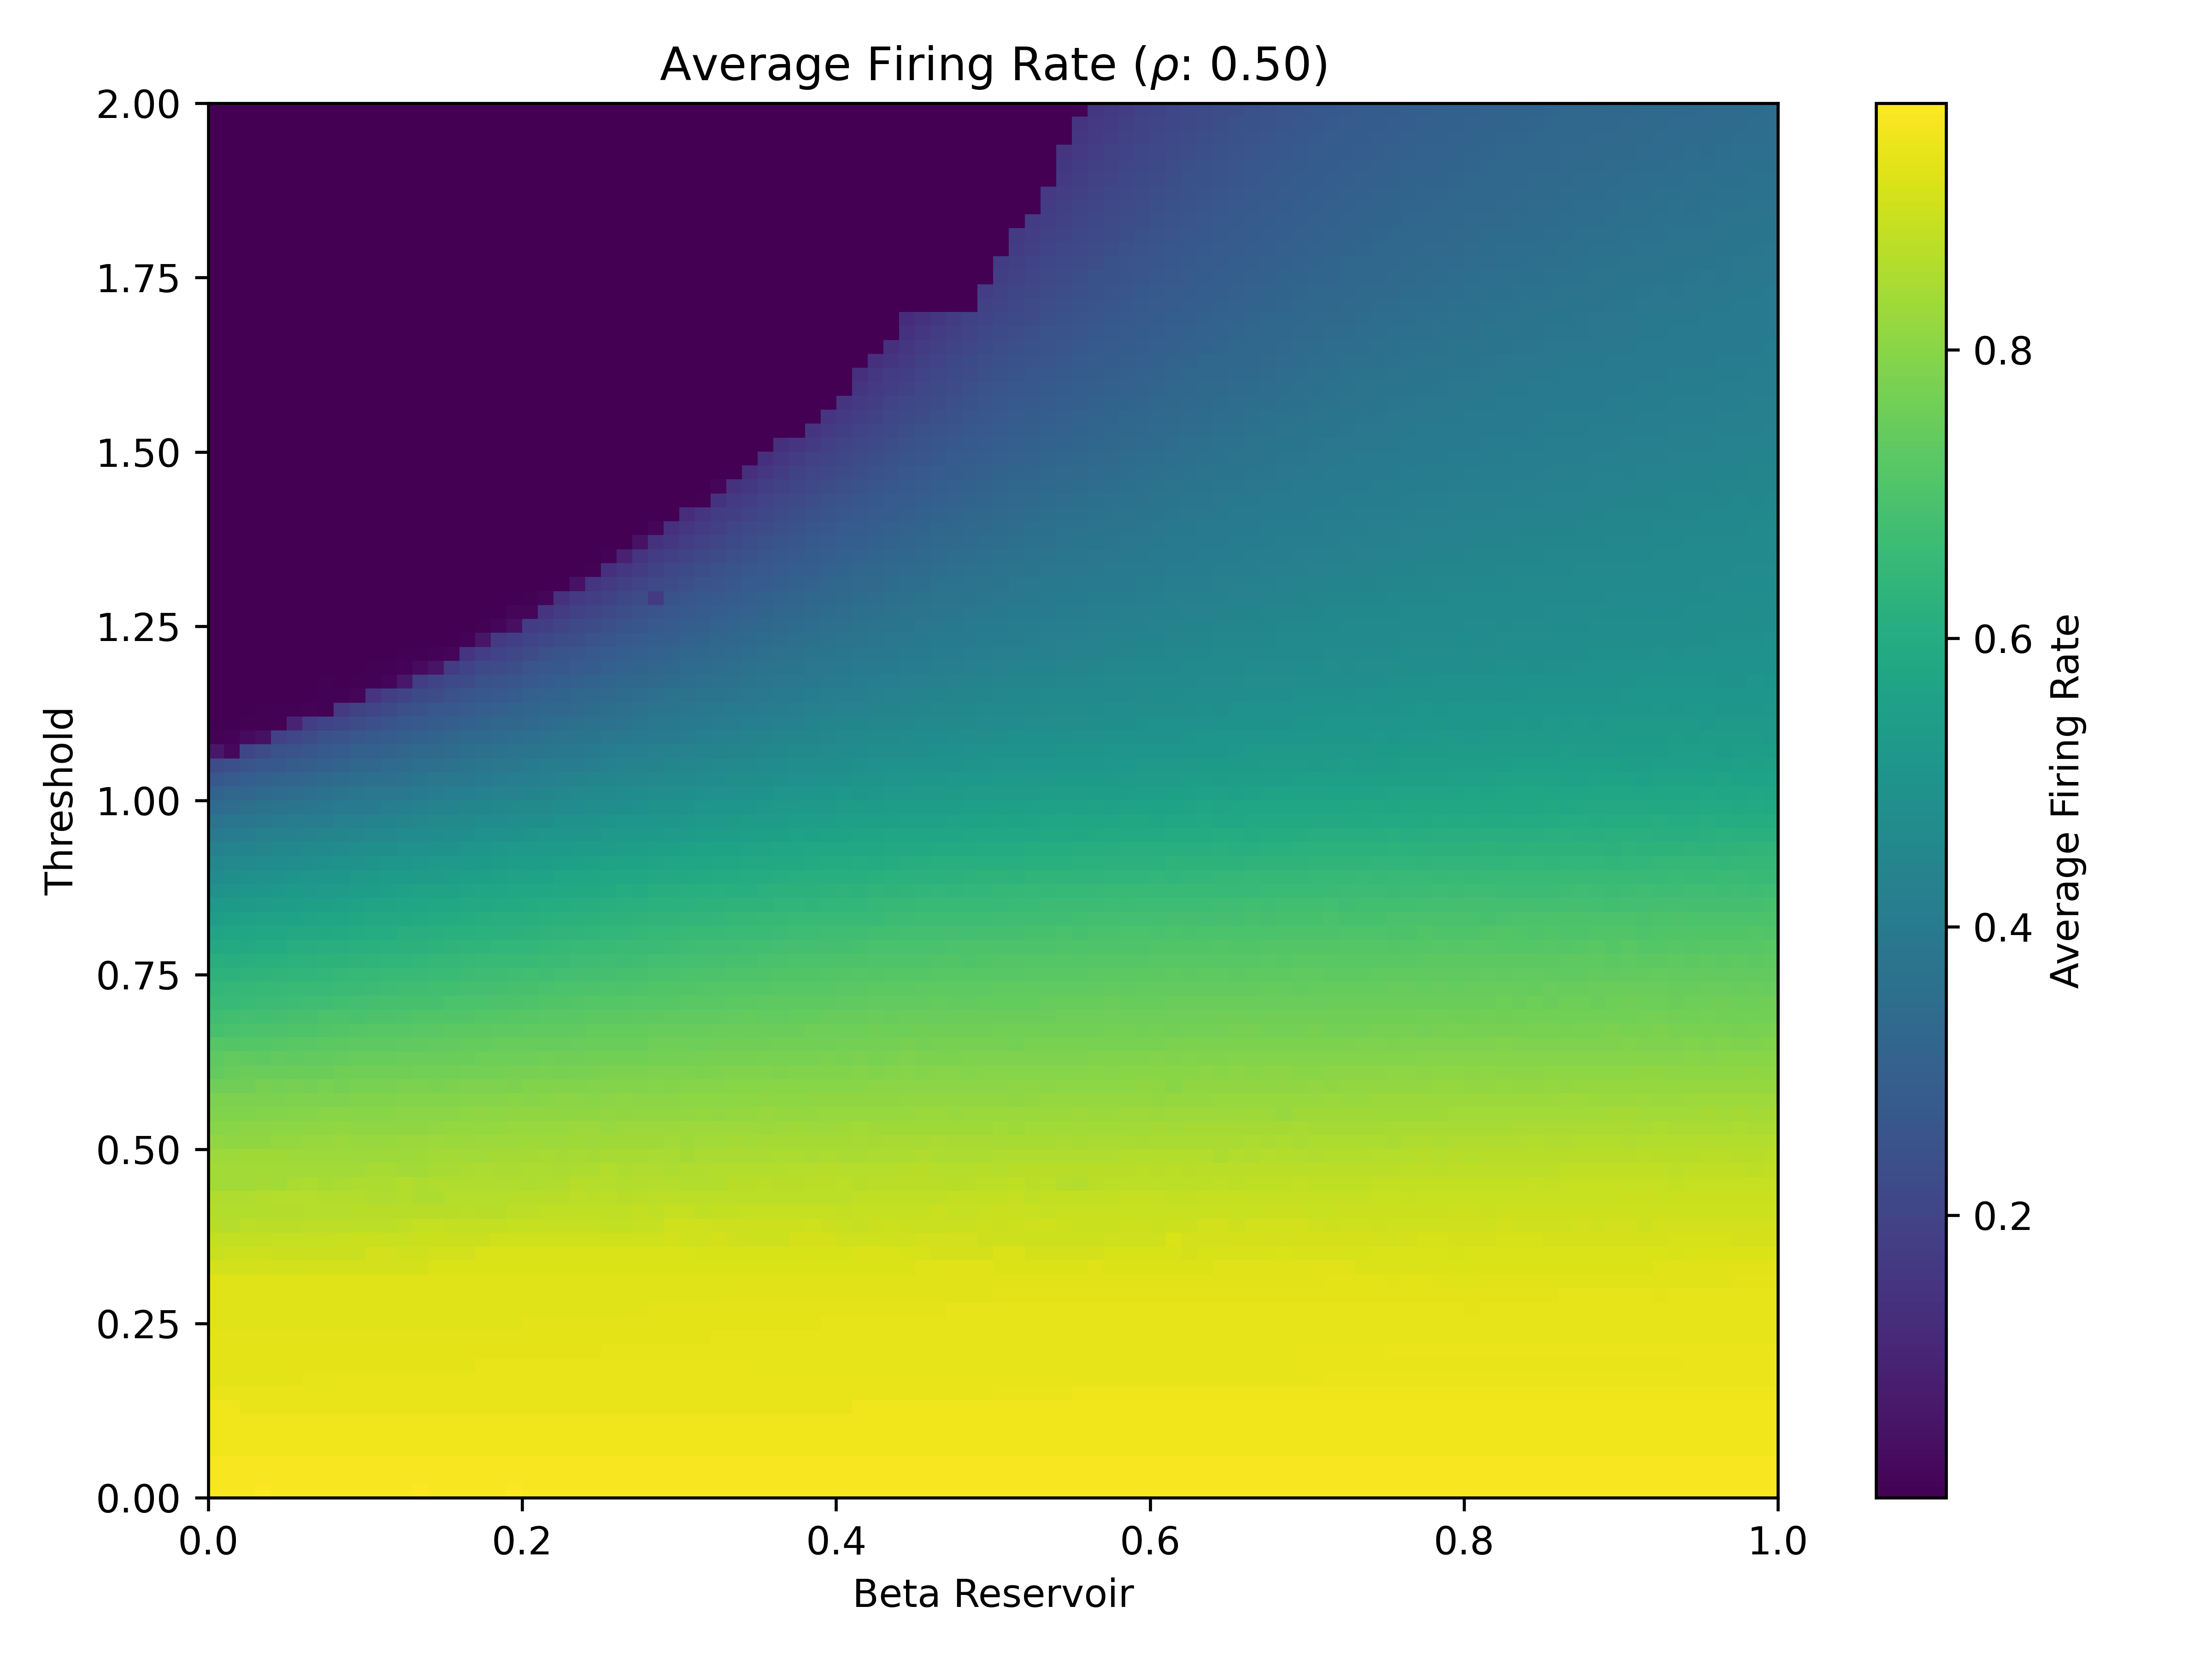 Average Firing Rate (ρ: 0.50)
2.00
1.75
1.50
1.25
1.00
0.75
0.50
0.25
0.00
Threshold
0.0 0.2 0.4 0.6 0.8 1.0
Beta Reservoir
0.8
0.6
0.4
0.2
Average Firing Rate